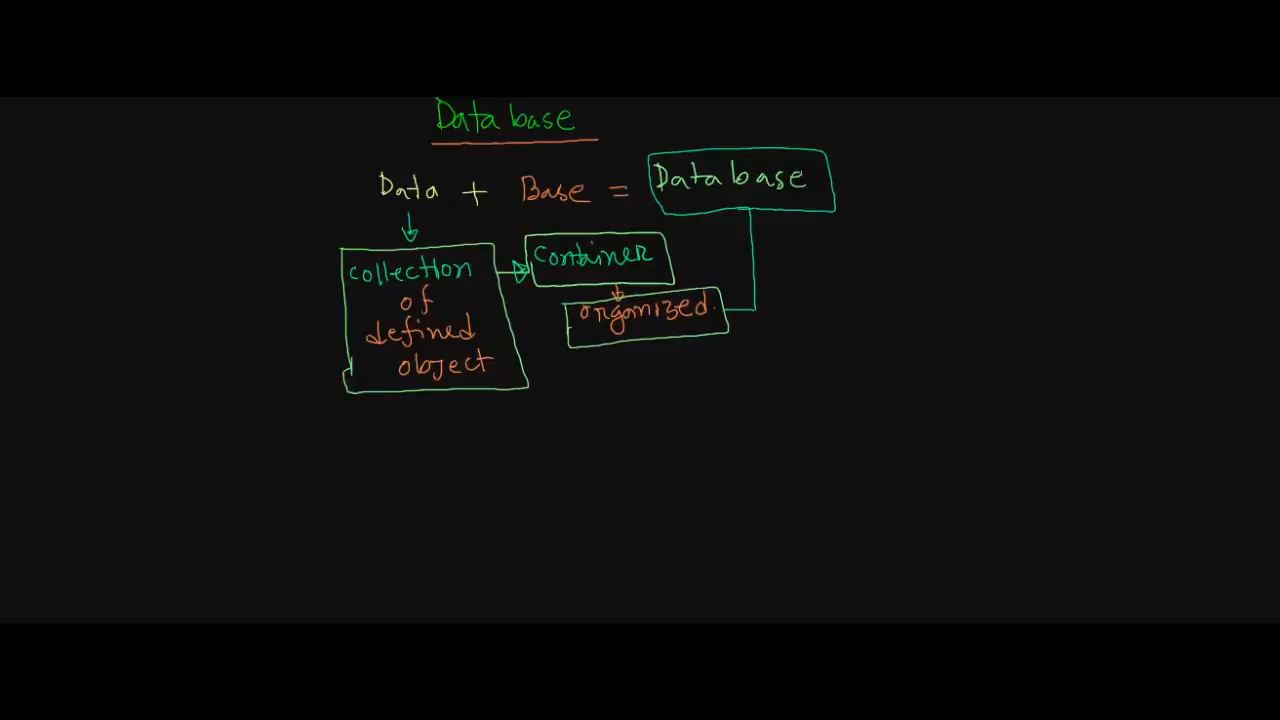 Database
Data + Base = Database
collection
of
defined
object
Container
organized.